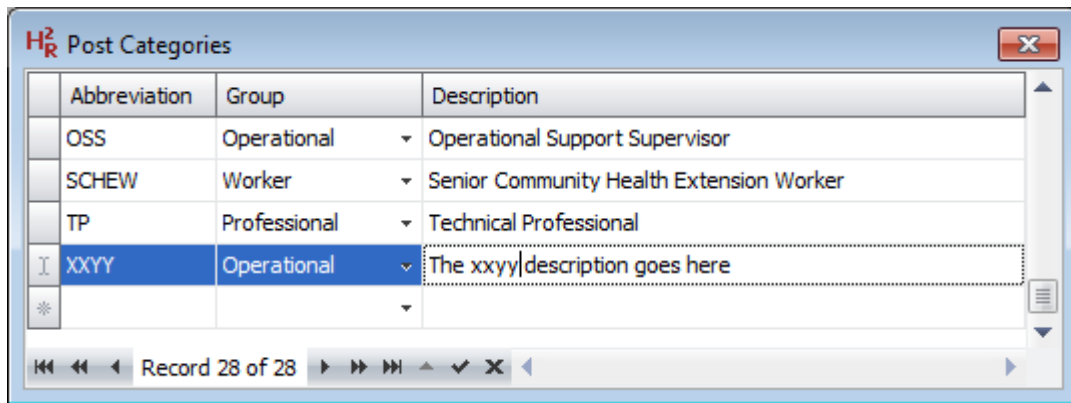 H2R Post Categories
Abbreviation Group Description
OSS Operational Operational Support Supervisor
SCHEW Worker Senior Community Health Extension Worker
TP Professional Technical Professional
XXYY Operational The xxyy description goes here
Record 28 of 28